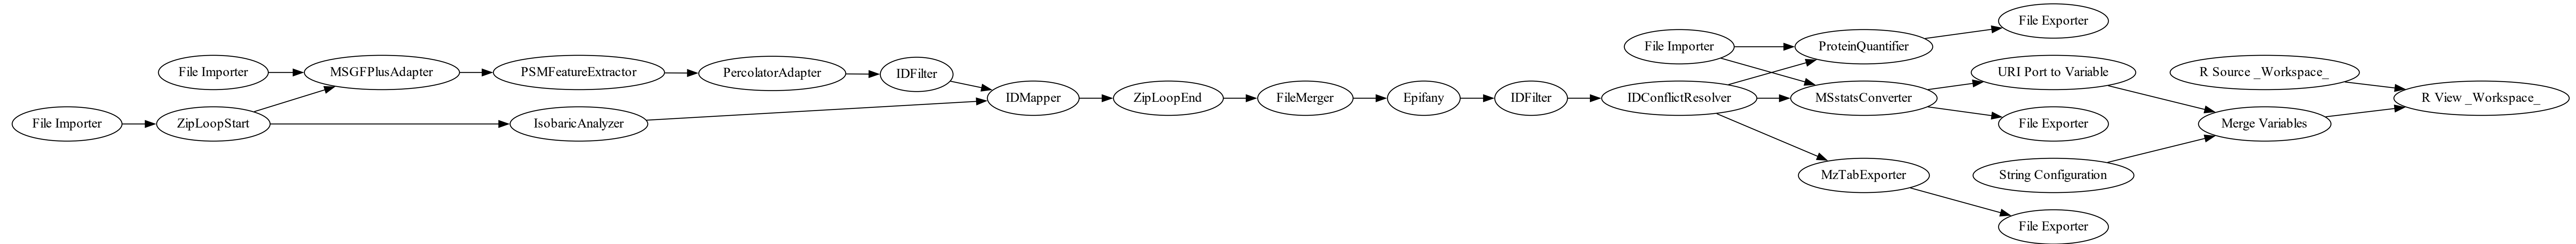 File Importer
File Importer
ZipLoopStart
MSGFPlusAdapter
PSMFeatureExtractor
IsobaricAnalyzer
PercolatorAdapter
IDFilter
IDMapper
ZipLoopEnd
FileMerger
Epifany
IDFilter
File Importer
IDConflictResolver
ProteinQuantifier
MSstatsConverter
MzTabExporter
File Exporter
URI Port to Variable
File Exporter
String Configuration
File Exporter
R Source _Workspace_
Merge Variables
R View _Workspace_